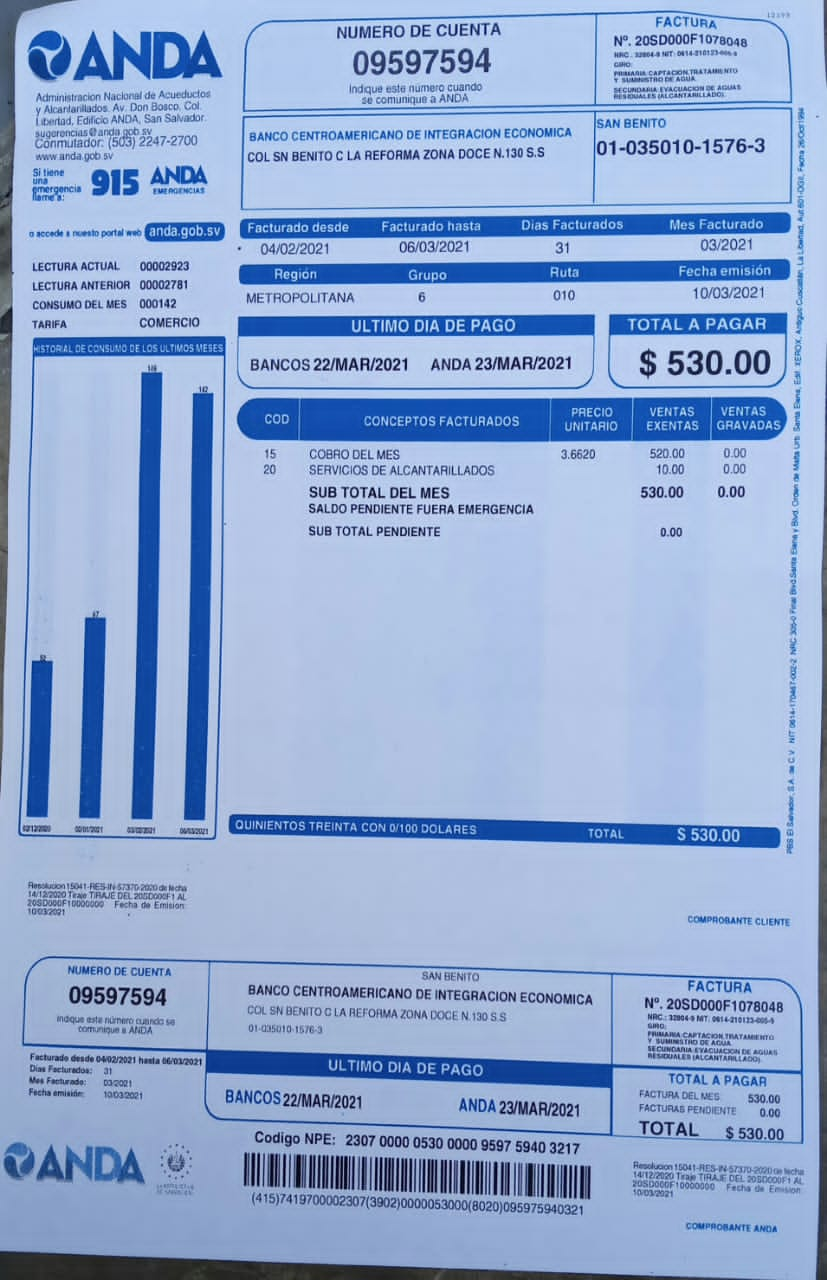 12193
ANDA
Administracion Nacional de Acueductos
y Alcantarillados. Av. Don Bosco, Col.
Libertad, Edificio ANDA, San Salvador.
sugerencias@anda.gob.sv
Conmutador: (503) 2247-2700
www.anda.gob.sv
Si tiene
una
emergencia
llame a:
915
ANDA
EMERGENCIAS
o accede a nuesto portal web anda.gob.sv
NUMERO DE CUENTA
09597594
Indique este número cuando
se comunique a ANDA
FACTURA
Nº. 20SD000F1078048
NRC.: 32804-9 NIT: 0614-210123-005-5
GIRO:
PRIMARIA:CAPTACION,TRATAMIENTO
Y SUMINISTRO DE AGUA.
SECUNDARIA: EVACUACION DE AGUAS
RESIDUALES (ALCANTARILLADO).
BANCO CENTROAMERICANO DE INTEGRACION ECONOMICA
COL SN BENITO C LA REFORMA ZONA DOCE N.130 S.S
SAN BENITO
01-035010-1576-3
Facturado desde Facturado hasta Dias Facturados Mes Facturado
04/02/2021 06/03/2021 31 03/2021
Región Grupo Ruta Fecha emisión
METROPOLITANA 6 010 10/03/2021
LECTURA ACTUAL 00002923
LECTURA ANTERIOR 00002781
CONSUMO DEL MES 000142
TARIFA COMERCIO
ULTIMO DIA DE PAGO
BANCOS 22/MAR/2021 ANDA 23/MAR/2021
TOTAL A PAGAR
$ 530.00
HISTORIAL DE CONSUMO DE LOS ULTIMOS MESES
149
142
67
52
02/12/2020 02/01/2021 03/02/2021 06/03/2021
COD CONCEPTOS FACTURADOS PRECIO UNITARIO VENTAS EXENTAS VENTAS GRAVADAS
15 COBRO DEL MES 3.6620 520.00 0.00
20 SERVICIOS DE ALCANTARILLADOS 10.00 0.00
SUB TOTAL DEL MES 530.00 0.00
SALDO PENDIENTE FUERA EMERGENCIA
SUB TOTAL PENDIENTE 0.00
QUINIENTOS TREINTA CON 0/100 DOLARES TOTAL $ 530.00
Resolucion 15041-RES-IN-57370-2020 de fecha
14/12/2020 Tiraje TIRAJE DEL 20SD000F1 AL
20SD000F10000000 Fecha de Emision:
10/03/2021
COMPROBANTE CLIENTE
NUMERO DE CUENTA
09597594
Indique este número cuando se
comunique a ANDA
SAN BENITO
BANCO CENTROAMERICANO DE INTEGRACION ECONOMICA
COL SN BENITO C LA REFORMA ZONA DOCE N.130 S.S
01-035010-1576-3
FACTURA
Nº. 20SD000F1078048
NRC.: 32804-9 NIT: 0614-210123-005-5
GIRO:
PRIMARIA:CAPTACION,TRATAMIENTO
Y SUMINISTRO DE AGUA.
SECUNDARIA:EVACUACION DE AGUAS
RESIDUALES (ALCANTARILLADO).
Facturado desde 04/02/2021 hasta 06/03/2021
Dias Facturados: 31
Mes Facturado: 03/2021
Fecha emisión: 10/03/2021
ULTIMO DIA DE PAGO
BANCOS 22/MAR/2021 ANDA 23/MAR/2021
TOTAL A PAGAR
FACTURA DEL MES: 530.00
FACTURAS PENDIENTE 0.00
TOTAL $ 530.00
Codigo NPE: 2307 0000 0530 0000 9597 5940 3217
(415)7419700002307(3902)0000053000(8020)095975940321
ANDA
Resolucion 15041-RES-IN-57370-2020 de fecha
14/12/2020 Tiraje TIRAJE DEL 20SD000F1 AL
20SD000F10000000 Fecha de Emision:
10/03/2021
COMPROBANTE ANDA